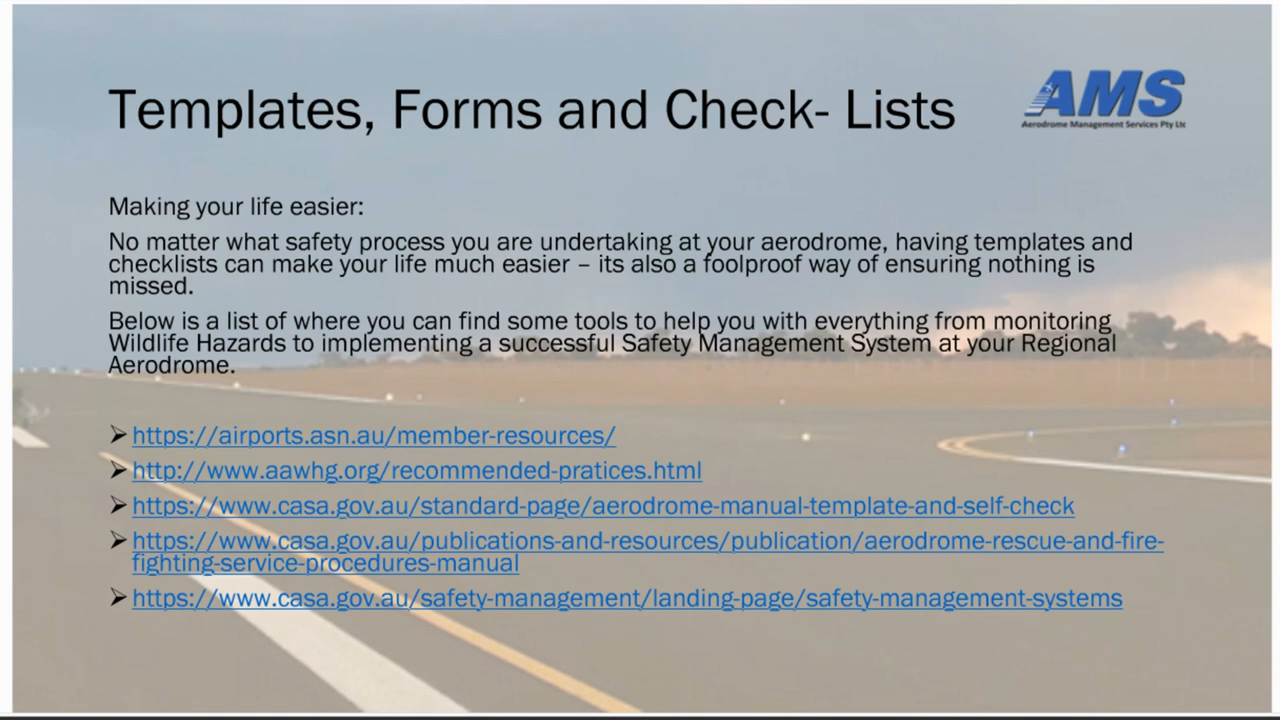 Templates, Forms and Check- Lists
AMS
Aerodrome Management Services Pty Ltd
Making your life easier:
No matter what safety process you are undertaking at your aerodrome, having templates and
checklists can make your life much easier – its also a foolproof way of ensuring nothing is
missed.
Below is a list of where you can find some tools to help you with everything from monitoring
Wildlife Hazards to implementing a successful Safety Management System at your Regional
Aerodrome.
https://airports.asn.au/member-resources/
http://www.aawhg.org/recommended-pratices.html
https://www.casa.gov.au/standard-page/aerodrome-manual-template-and-self-check
https://www.casa.gov.au/publications-and-resources/publication/aerodrome-rescue-and-fire-
fighting-service-procedures-manual
https://www.casa.gov.au/safety-management/landing-page/safety-management-systems